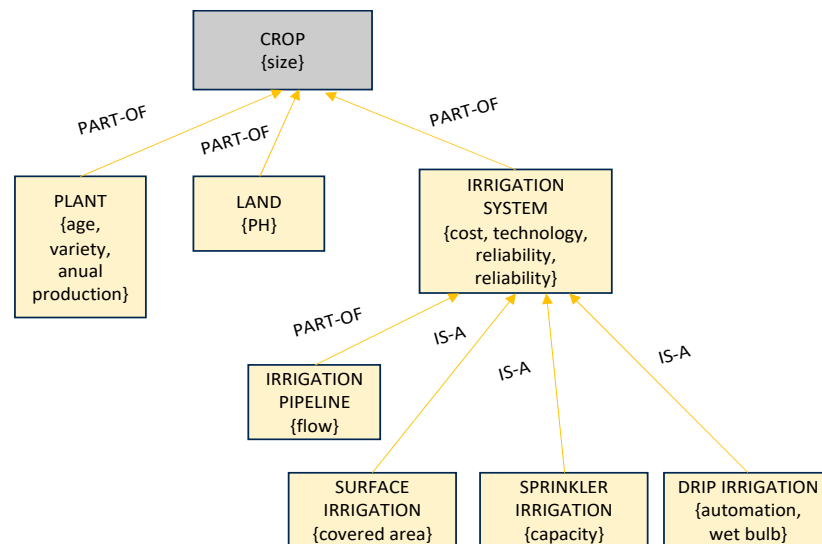 CROP
{size}
PART-OF
PART-OF
PART-OF
PLANT
{age,
variety,
anual
production}
LAND
{PH}
IRRIGATION
SYSTEM
{cost, technology,
reliability,
reliability}
PART-OF
IS-A
IS-A
IS-A
IRRIGATION
PIPELINE
{flow}
SURFACE
IRRIGATION
{covered area}
SPRINKLER
IRRIGATION
{capacity}
DRIP IRRIGATION
{automation,
wet bulb}